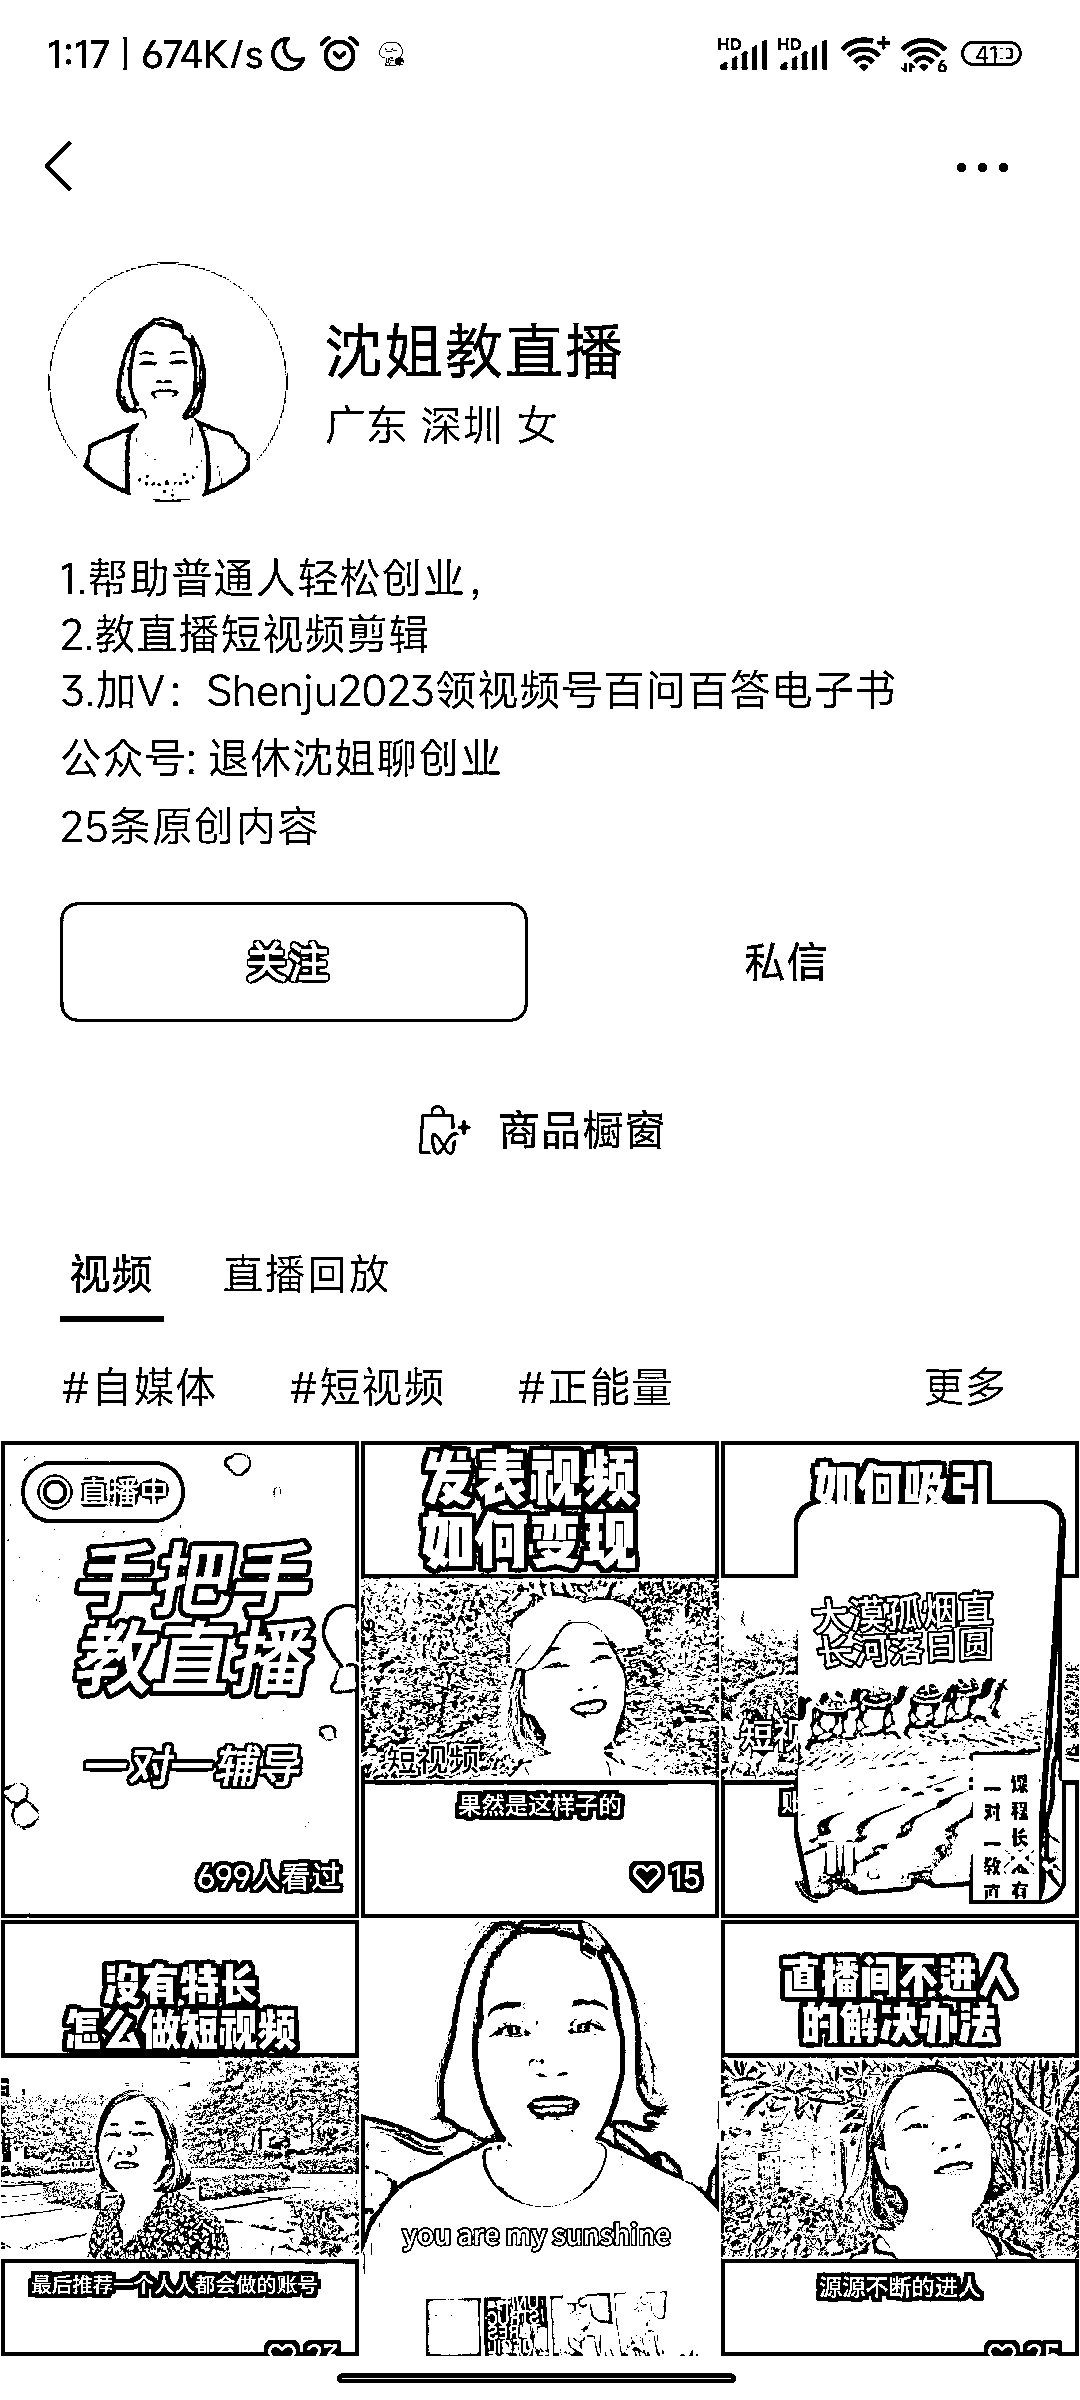 1:17 | 674K/s
HD HD 6 41
沈姐教直播
广东 深圳 女
1.帮助普通人轻松创业，
2.教直播短视频剪辑
3.加V：Shenju2023领视频号百问百答电子书
公众号: 退休沈姐聊创业
25条原创内容
关注 私信
商品橱窗
视频 直播回放
#自媒体 #短视频 #正能量 更多
直播中
手把手
教直播
一对一辅导
699人看过
发表视频
如何变现
短视频
果然是这样子的
15
如何吸引
大漠孤烟直
长河落日圆
短视
课程长
一对一教
没有特长
怎么做短视频
最后推荐一个人人都会做的账号
23
you are my sunshine
直播间不进人
的解决办法
源源不断的进人
25